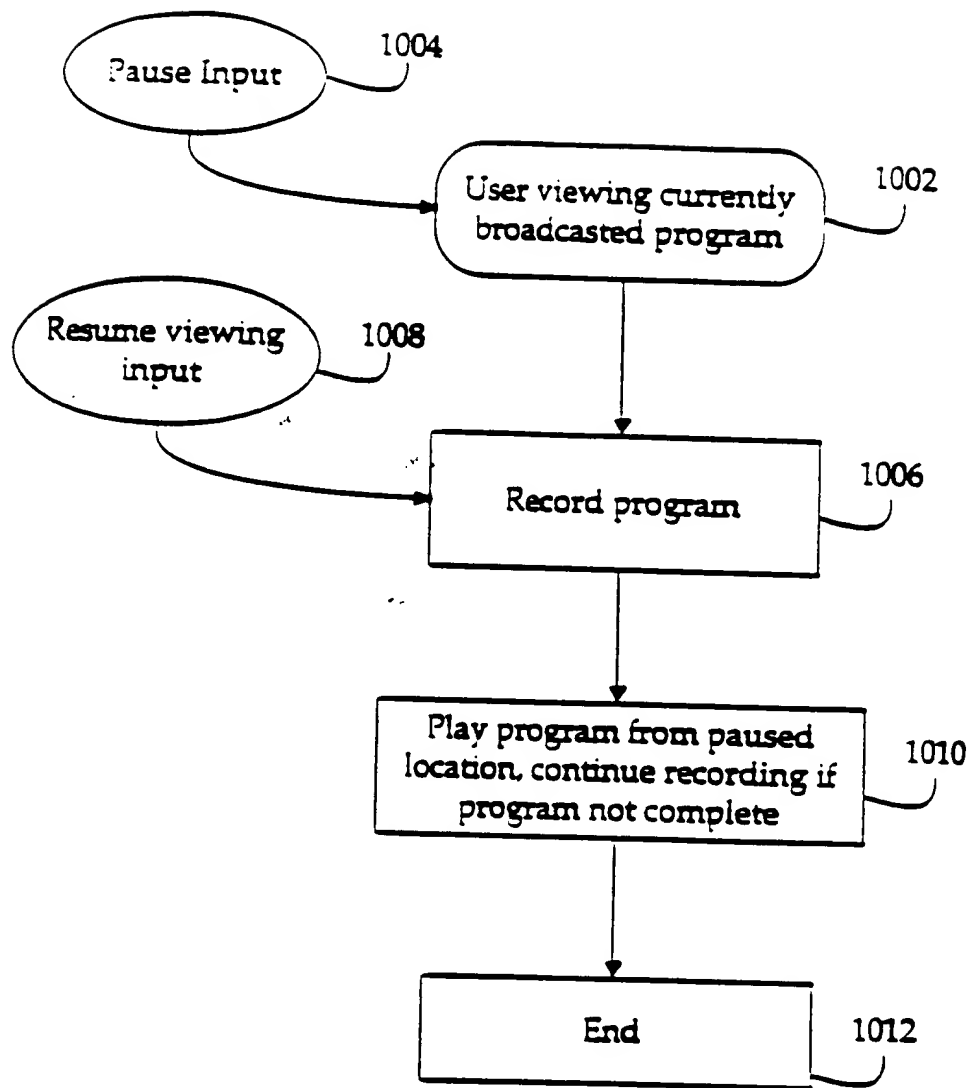 Pause Input
1004
User viewing currently
broadcasted program
1002
Resume viewing
input
1008
Record program
1006
Play program from paused
location, continue recording if
program not complete
1010
End
1012